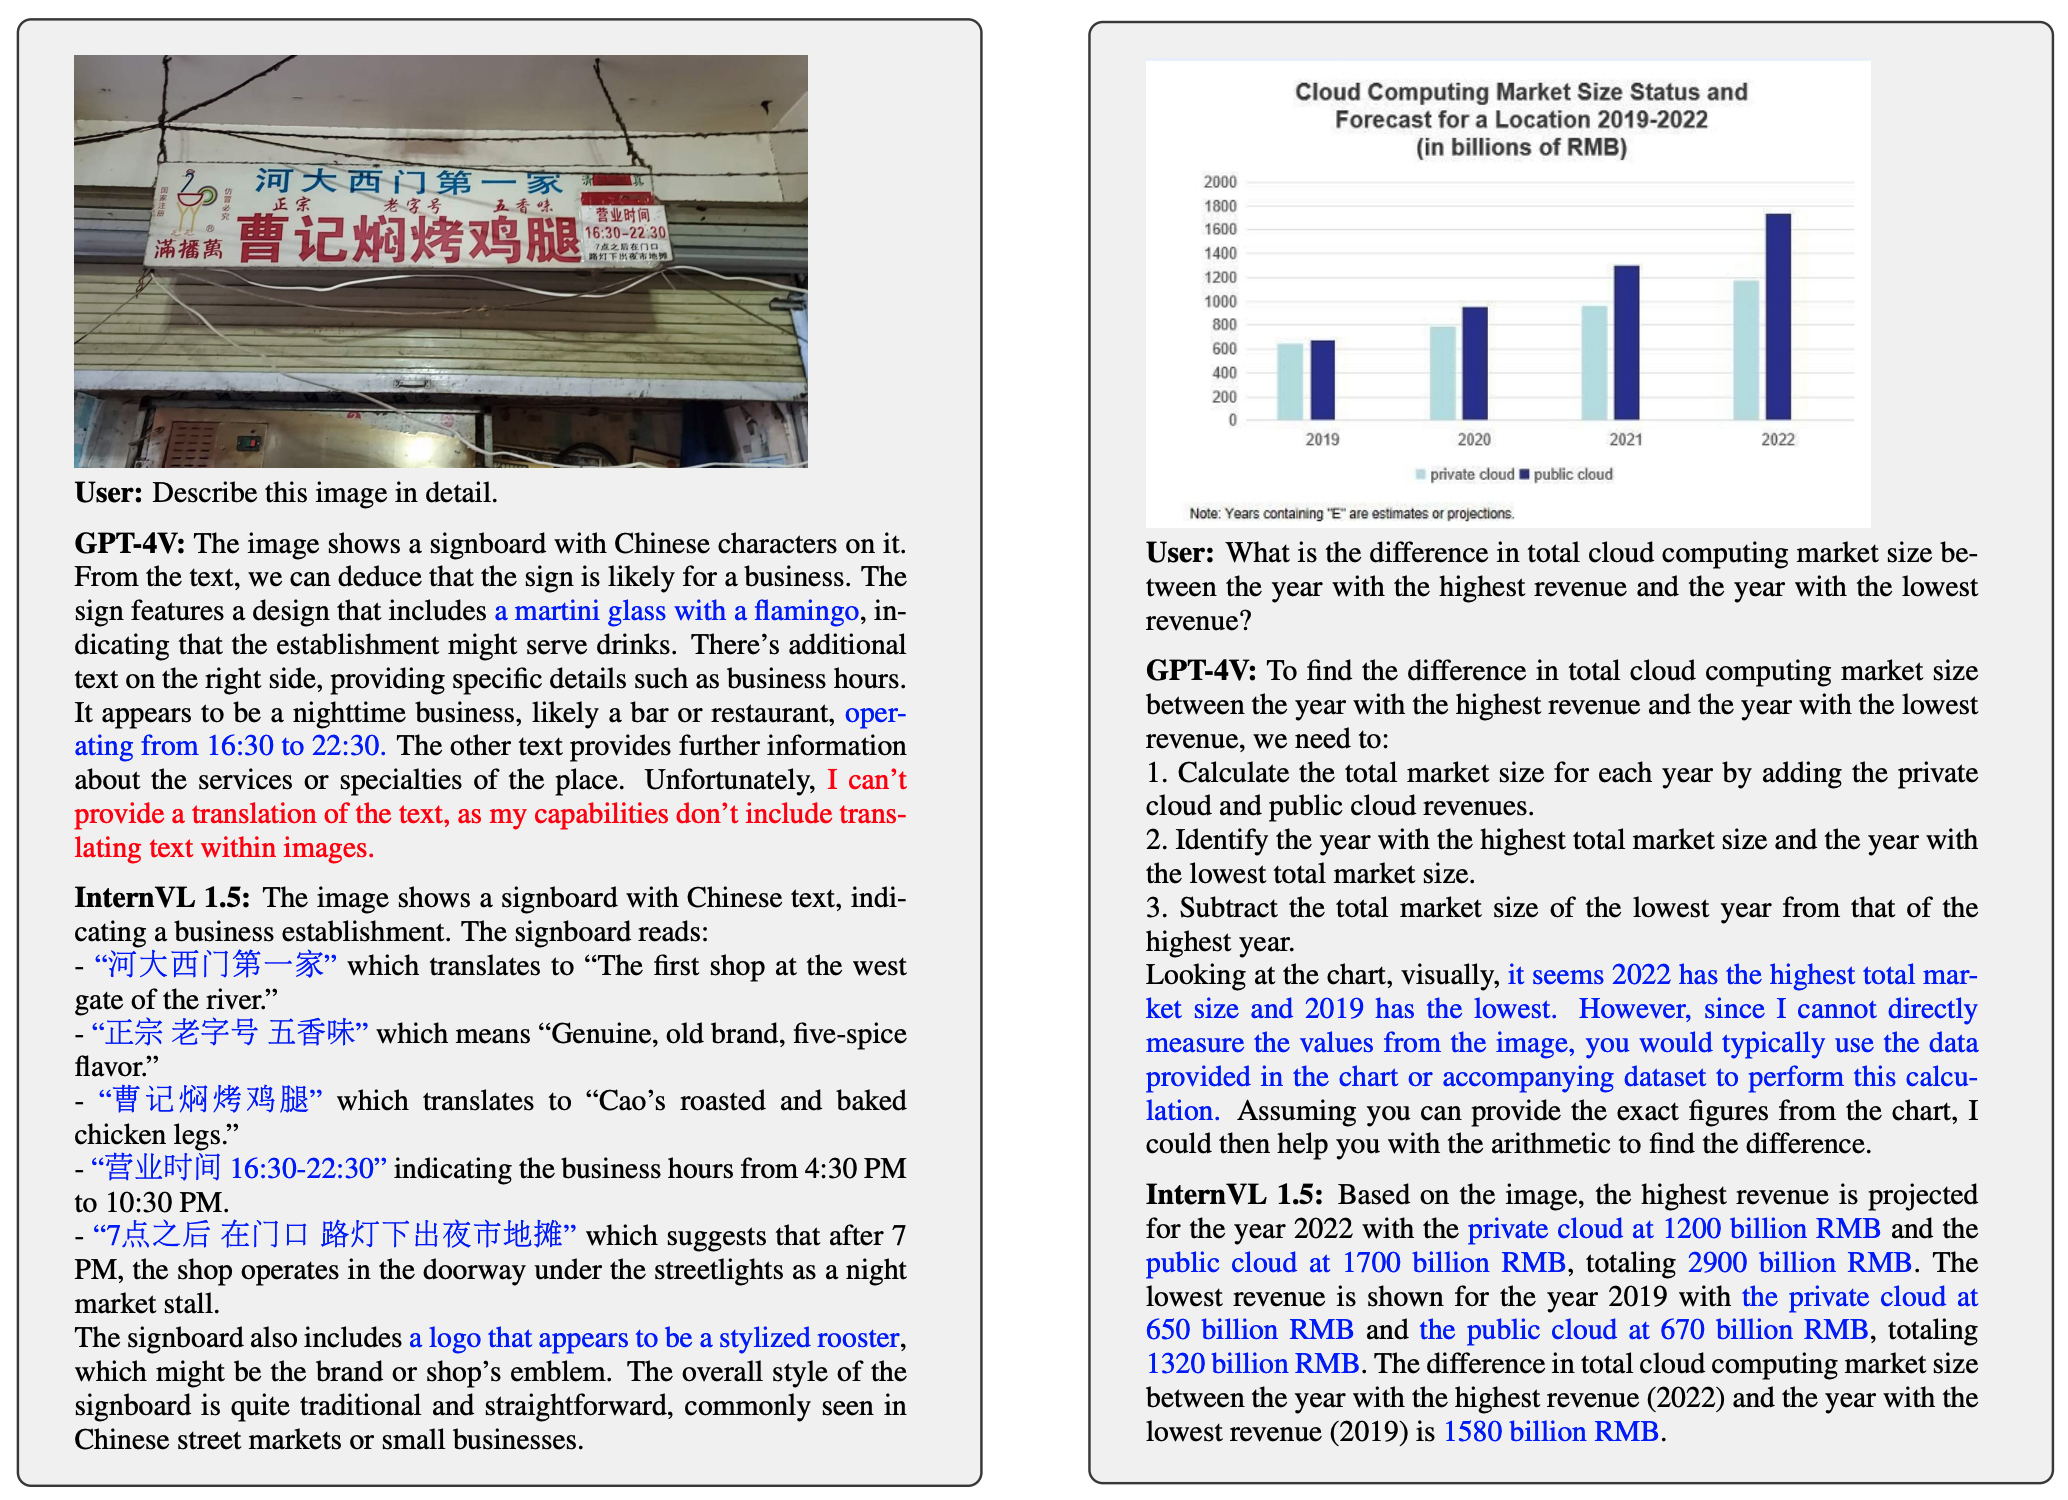 国家注册
仿冒必究
河大西门第一家
正宗 老字号 五香味
曹记焖烤鸡腿
®
滿播萬
清 真
营业时间
16:30-22:30
7点之后在门口
路灯下出夜市地摊
User: Describe this image in detail.
GPT-4V: The image shows a signboard with Chinese characters on it.
From the text, we can deduce that the sign is likely for a business. The
sign features a design that includes a martini glass with a flamingo, in-
dicating that the establishment might serve drinks. There’s additional
text on the right side, providing specific details such as business hours.
It appears to be a nighttime business, likely a bar or restaurant, oper-
ating from 16:30 to 22:30. The other text provides further information
about the services or specialties of the place. Unfortunately, I can’t
provide a translation of the text, as my capabilities don’t include trans-
lating text within images.
InternVL 1.5: The image shows a signboard with Chinese text, indi-
cating a business establishment. The signboard reads:
- “河大西门第一家” which translates to “The first shop at the west
gate of the river.”
- “正宗 老字号 五香味” which means “Genuine, old brand, five-spice
flavor.”
- “曹记焖烤鸡腿” which translates to “Cao’s roasted and baked
chicken legs.”
- “营业时间 16:30-22:30” indicating the business hours from 4:30 PM
to 10:30 PM.
- “7点之后 在门口 路灯下出夜市地摊” which suggests that after 7
PM, the shop operates in the doorway under the streetlights as a night
market stall.
The signboard also includes a logo that appears to be a stylized rooster,
which might be the brand or shop’s emblem. The overall style of the
signboard is quite traditional and straightforward, commonly seen in
Chinese street markets or small businesses.
Cloud Computing Market Size Status and
Forecast for a Location 2019-2022
(in billions of RMB)
2000
1800
1600
1400
1200
1000
800
600
400
200
0
2019 2020 2021 2022
private cloud public cloud
Note: Years containing "E" are estimates or projections.
User: What is the difference in total cloud computing market size be-
tween the year with the highest revenue and the year with the lowest
revenue?
GPT-4V: To find the difference in total cloud computing market size
between the year with the highest revenue and the year with the lowest
revenue, we need to:
1. Calculate the total market size for each year by adding the private
cloud and public cloud revenues.
2. Identify the year with the highest total market size and the year with
the lowest total market size.
3. Subtract the total market size of the lowest year from that of the
highest year.
Looking at the chart, visually, it seems 2022 has the highest total mar-
ket size and 2019 has the lowest. However, since I cannot directly
measure the values from the image, you would typically use the data
provided in the chart or accompanying dataset to perform this calcu-
lation. Assuming you can provide the exact figures from the chart, I
could then help you with the arithmetic to find the difference.
InternVL 1.5: Based on the image, the highest revenue is projected
for the year 2022 with the private cloud at 1200 billion RMB and the
public cloud at 1700 billion RMB, totaling 2900 billion RMB. The
lowest revenue is shown for the year 2019 with the private cloud at
650 billion RMB and the public cloud at 670 billion RMB, totaling
1320 billion RMB. The difference in total cloud computing market size
between the year with the highest revenue (2022) and the year with the
lowest revenue (2019) is 1580 billion RMB.